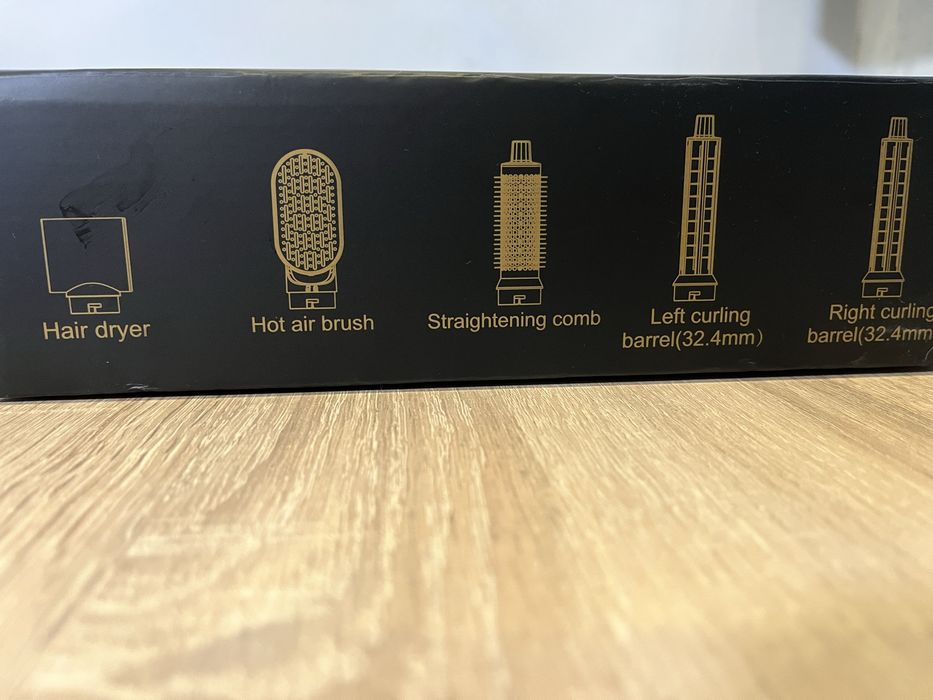 Hair dryer
Hot air brush
Straightening comb
Left curling
barrel(32.4mm）
Right curling
barrel(32.4mm